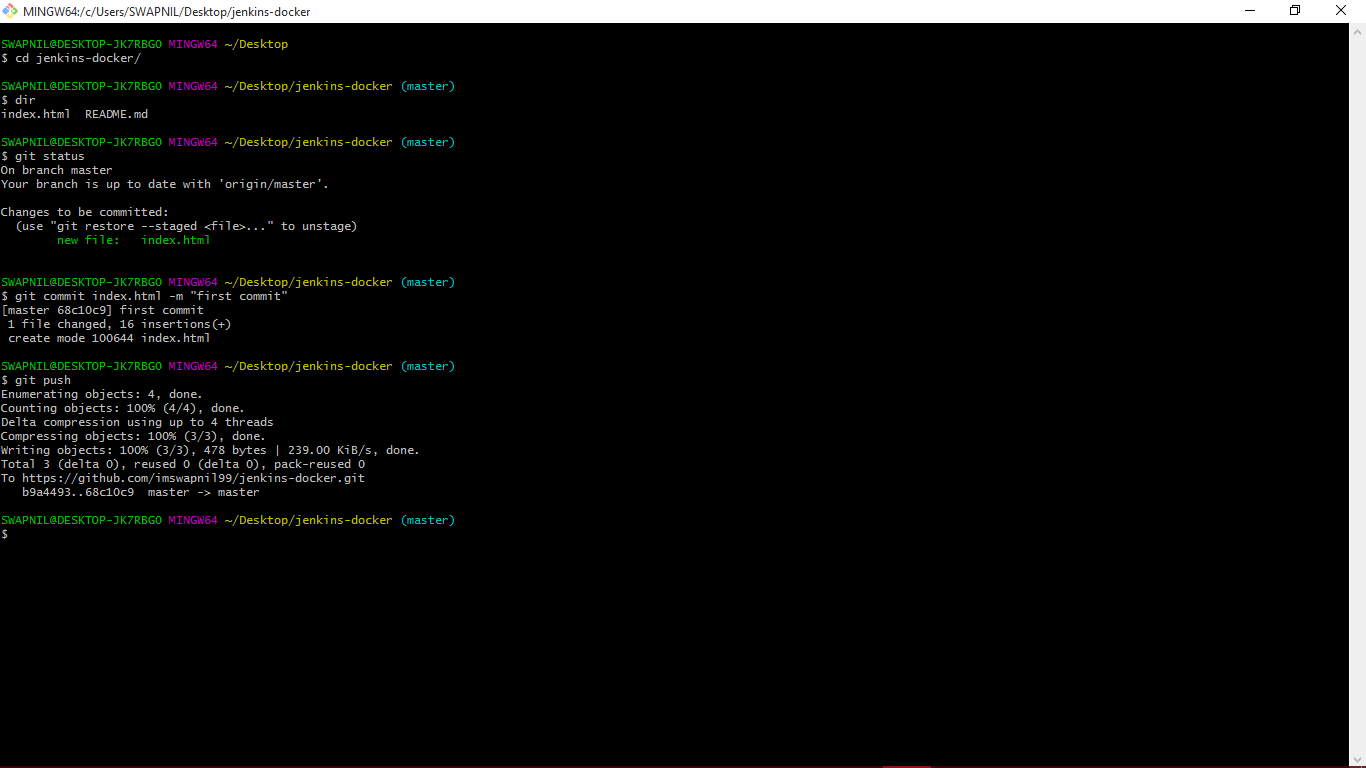 MINGW64:/c/Users/SWAPNIL/Desktop/jenkins-docker
SWAPNIL@DESKTOP-JK7RBGO MINGW64 ~/Desktop
$ cd jenkins-docker/
SWAPNIL@DESKTOP-JK7RBGO MINGW64 ~/Desktop/jenkins-docker (master)
$ dir
index.html  README.md
SWAPNIL@DESKTOP-JK7RBGO MINGW64 ~/Desktop/jenkins-docker (master)
$ git status
On branch master
Your branch is up to date with 'origin/master'.
Changes to be committed:
  (use "git restore --staged <file>..." to unstage)
        new file:   index.html
SWAPNIL@DESKTOP-JK7RBGO MINGW64 ~/Desktop/jenkins-docker (master)
$ git commit index.html -m "first commit"
[master 68c10c9] first commit
 1 file changed, 16 insertions(+)
 create mode 100644 index.html
SWAPNIL@DESKTOP-JK7RBGO MINGW64 ~/Desktop/jenkins-docker (master)
$ git push
Enumerating objects: 4, done.
Counting objects: 100% (4/4), done.
Delta compression using up to 4 threads
Compressing objects: 100% (3/3), done.
Writing objects: 100% (3/3), 478 bytes | 239.00 KiB/s, done.
Total 3 (delta 0), reused 0 (delta 0), pack-reused 0
To https://github.com/imswapnil99/jenkins-docker.git
   b9a4493..68c10c9  master -> master
SWAPNIL@DESKTOP-JK7RBGO MINGW64 ~/Desktop/jenkins-docker (master)
$